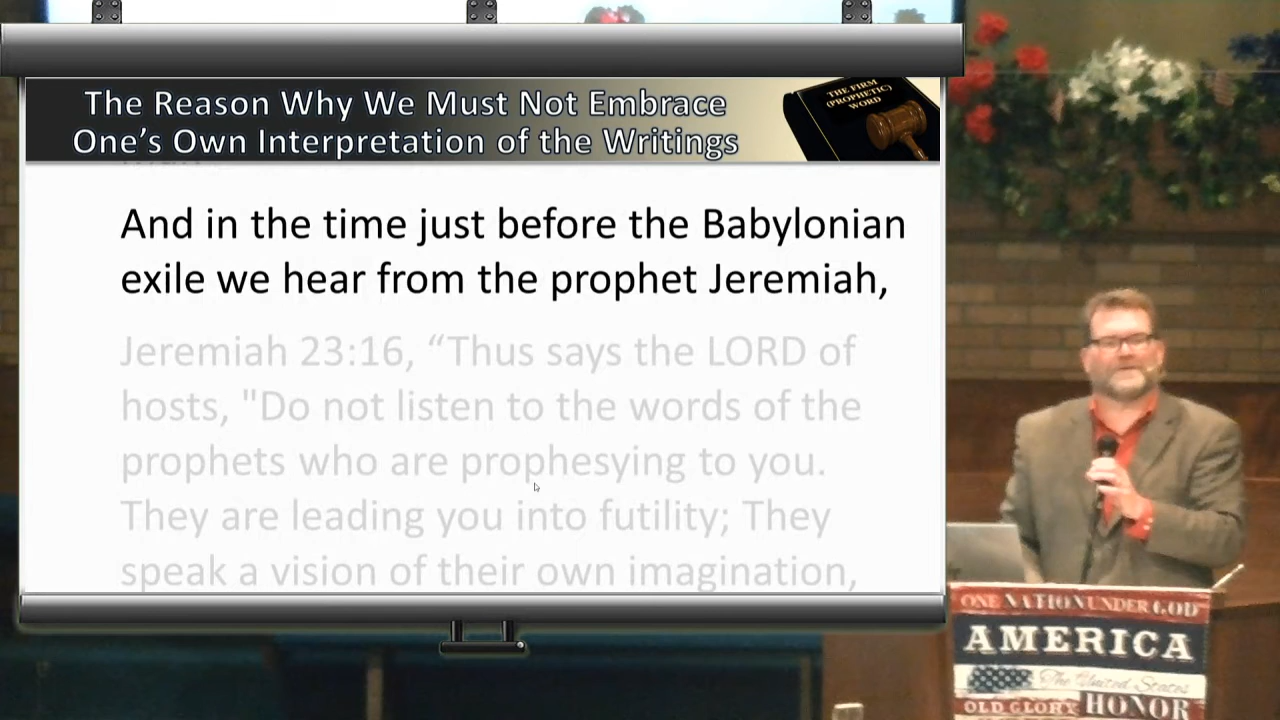 The Reason Why We Must Not Embrace
One’s Own Interpretation of the Writings
THE FIRM
(PROPHETIC)
WORD
And in the time just before the Babylonian
exile we hear from the prophet Jeremiah,
Jeremiah 23:16, “Thus says the LORD of
hosts, "Do not listen to the words of the
prophets who are prophesying to you.
They are leading you into futility; They
speak a vision of their own imagination,
ONE NATION UNDER GOD
AMERICA
The United States
OLD GLORY HONOR